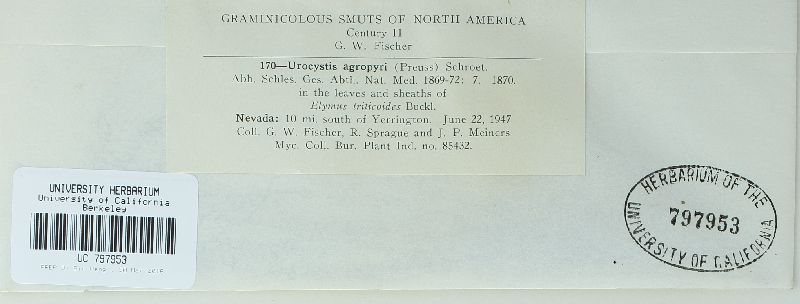 GRAMINICOLOUS SMUTS OF NORTH AMERICA
Century II
G. W. Fischer
170—Urocystis agropyri (Preuss) Schroet.
Abh. Schles. Ges. Abtl., Nat. Med. 1869-72: 7. 1870.
in the leaves and sheaths of
Elymus triticoides Buckl.
Nevada: 10 mi. south of Yerrington. June 22, 1947
Coll. G. W. Fischer, R. Sprague and J. P. Meiners
Myc. Coll. Bur. Plant Ind. no. 85432.
UNIVERSITY HERBARIUM
University of California
Berkeley
UC 797953
HERBARIUM OF THE
797953
UNIVERSITY OF CALIFORNIA